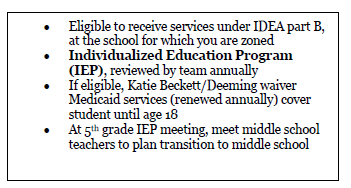 • Eligible to receive services under IDEA part B,
at the school for which you are zoned
• Individualized Education Program
(IEP), reviewed by team annually
• If eligible, Katie Beckett/Deeming waiver
Medicaid services (renewed annually) cover
student until age 18
• At 5th grade IEP meeting, meet middle school
teachers to plan transition to middle school